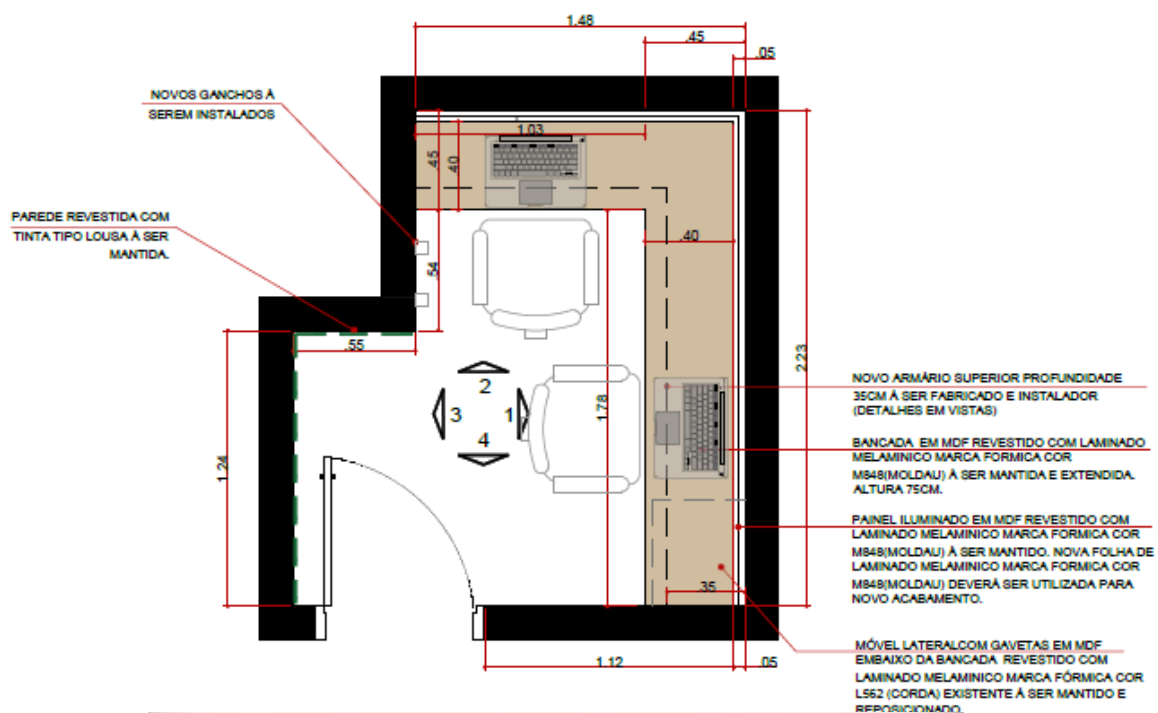 1.48
.45
.05
NOVOS GANCHOS À
SEREM INSTALADOS
1.03
.45
.40
PAREDE REVESTIDA COM
TINTA TIPO LOUSA À SER
MANTIDA.
.40
.54
.55
2.23
2
3
1
4
1.78
1.24
NOVO ARMÁRIO SUPERIOR PROFUNDIDADE
35CM À SER FABRICADO E INSTALADOR
(DETALHES EM VISTAS)
BANCADA EM MDF REVESTIDO COM LAMINADO
MELAMINICO MARCA FORMICA COR
M848(MOLDAU) À SER MANTIDA E EXTENDIDA.
ALTURA 75CM.
PAINEL ILUMINADO EM MDF REVESTIDO COM
LAMINADO MELAMINICO MARCA FORMICA COR
M848(MOLDAU) À SER MANTIDO. NOVA FOLHA DE
LAMINADO MELAMINICO MARCA FORMICA COR
M848(MOLDAU) DEVERÁ SER UTILIZADA PARA
NOVO ACABAMENTO.
.35
1.12
.05
MÓVEL LATERALCOM GAVETAS EM MDF
EMBAIXO DA BANCADA REVESTIDO COM
LAMINADO MELAMINICO MARCA FÓRMICA COR
L562 (CORDA) EXISTENTE À SER MANTIDO E
REPOSICIONADO.